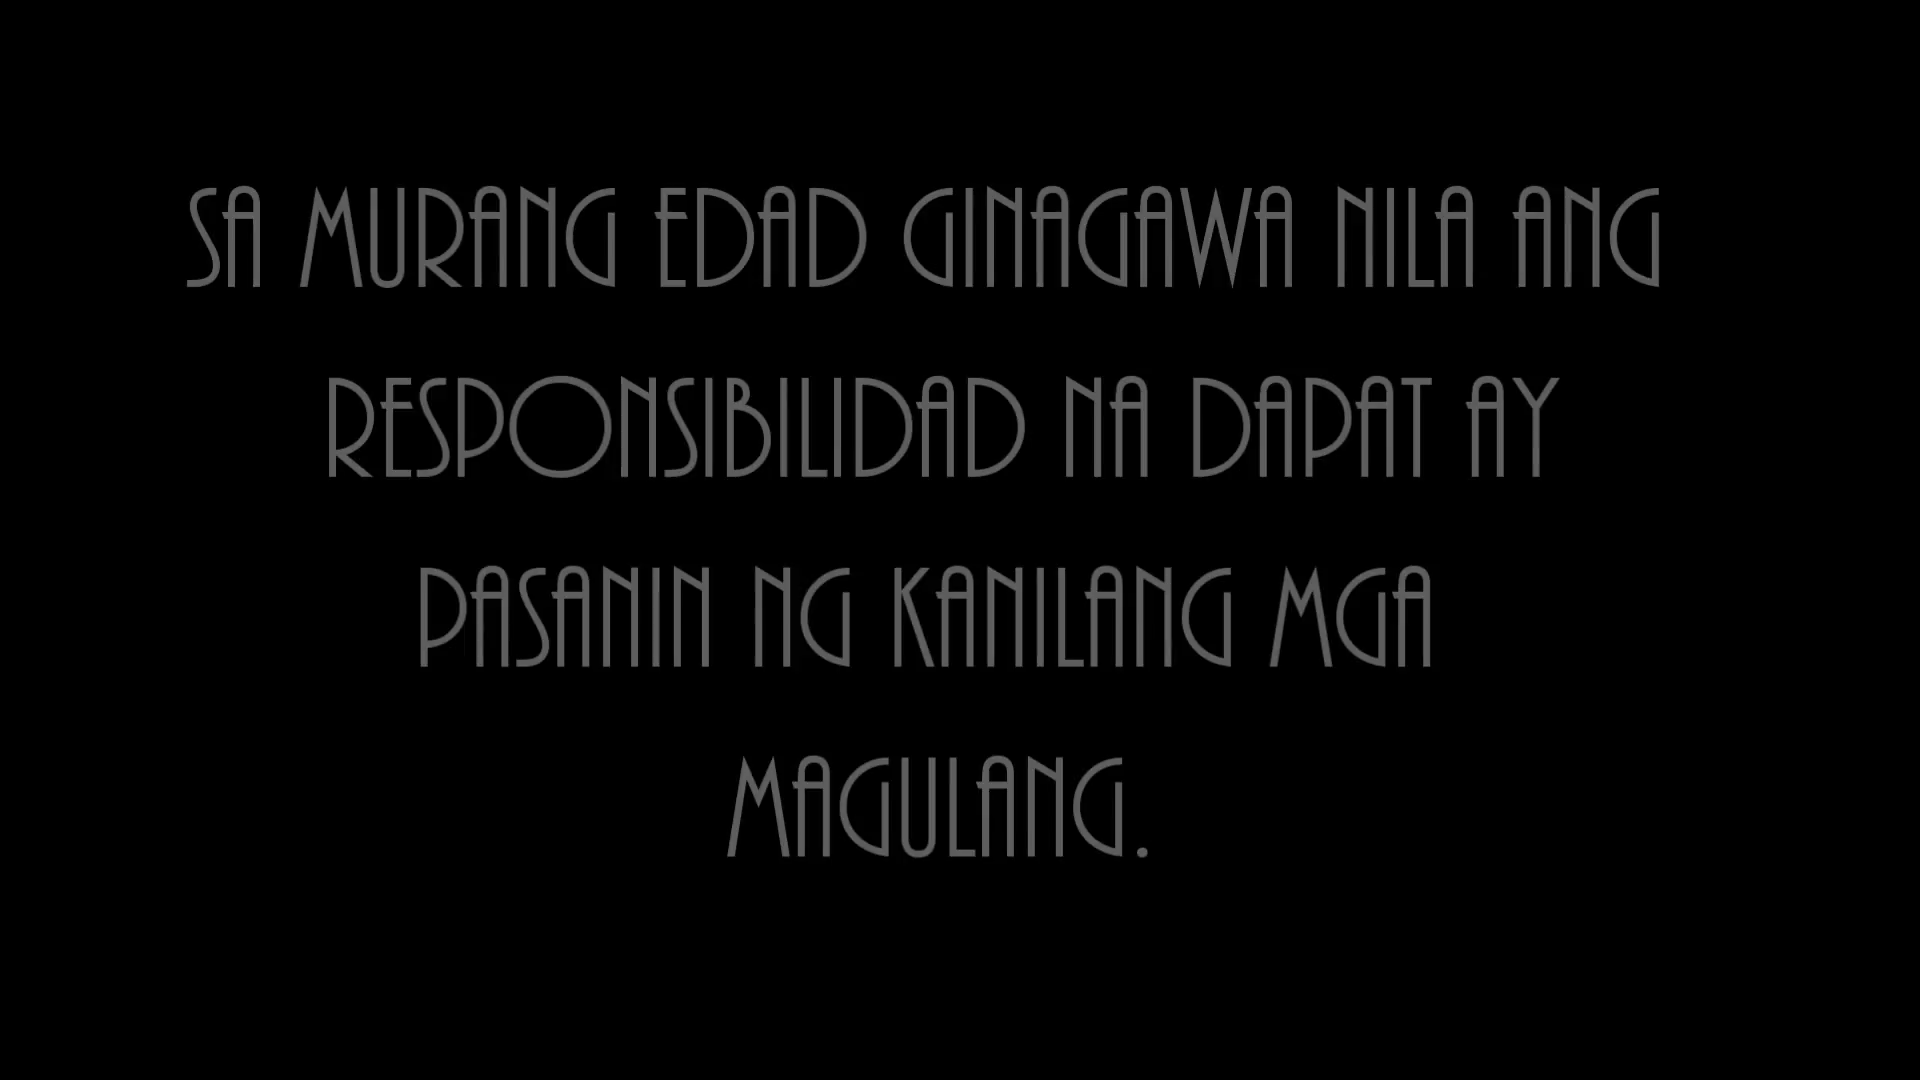 SA MURANG EDAD GINAGAWA NILA ANG
RESPONSIBILIDAD NA DAPAT AY
PASANIN NG KANILANG MGA
MAGULANG.